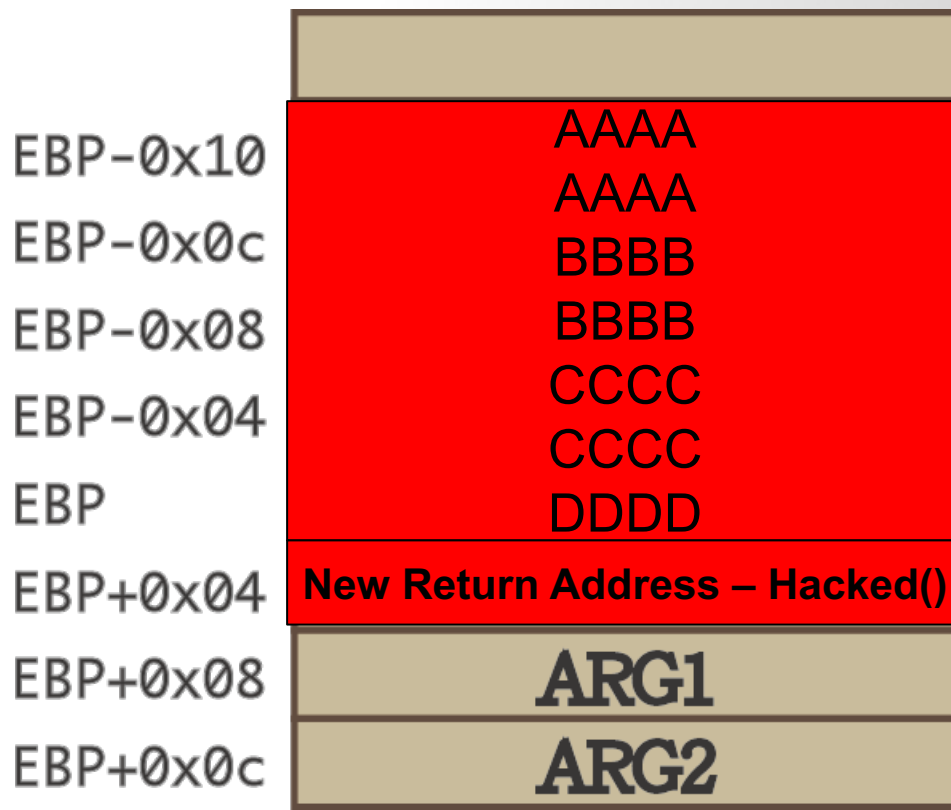 EBP-0x10
AAAA
AAAA
EBP-0x0c
BBBB
EBP-0x08
BBBB
CCCC
EBP-0x04
CCCC
EBP
DDDD
EBP+0x04
New Return Address – Hacked()
EBP+0x08
ARG1
EBP+0x0c
ARG2